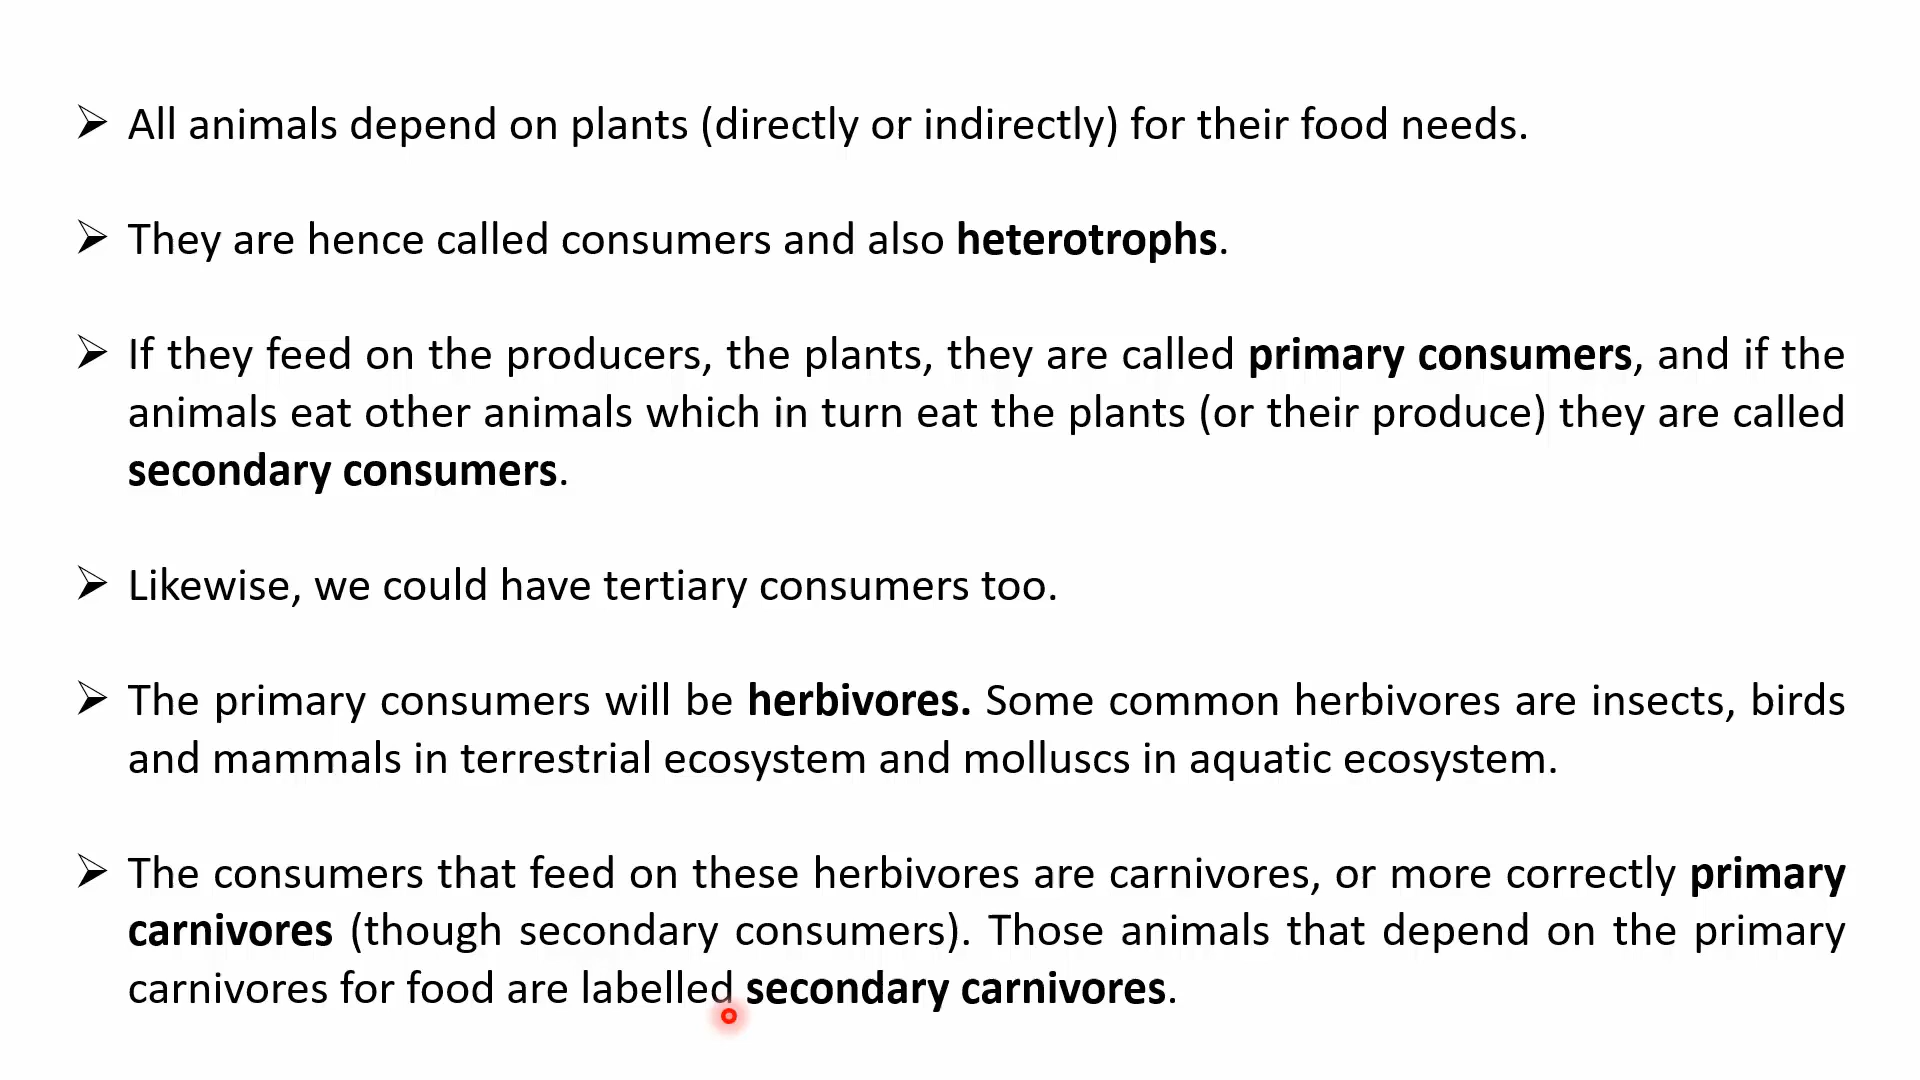 ➢ All animals depend on plants (directly or indirectly) for their food needs.
➢ They are hence called consumers and also heterotrophs.
➢ If they feed on the producers, the plants, they are called primary consumers, and if the
animals eat other animals which in turn eat the plants (or their produce) they are called
secondary consumers.
➢ Likewise, we could have tertiary consumers too.
➢ The primary consumers will be herbivores. Some common herbivores are insects, birds
and mammals in terrestrial ecosystem and molluscs in aquatic ecosystem.
➢ The consumers that feed on these herbivores are carnivores, or more correctly primary
carnivores (though secondary consumers). Those animals that depend on the primary
carnivores for food are labelled secondary carnivores.